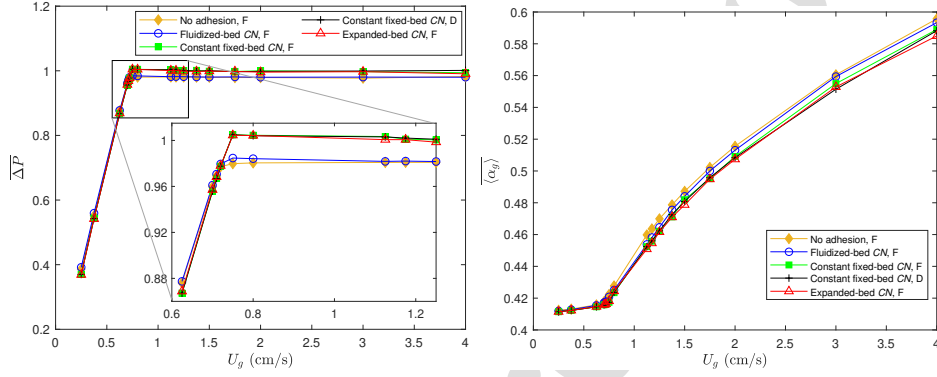 No adhesion, F
Fluidized-bed CN, F
Constant fixed-bed CN, F
Constant fixed-bed CN, D
Expanded-bed CN, F
1.2
1
0.8
0.6
0.4
0.2
ΔP
1
0.96
0.92
0.88
0.6 0.8 1 1.2
0 0.5 1 1.5 2 2.5 3 3.5 4
U_g (cm/s)
0.6
0.58
0.56
0.54
0.52
0.5
0.48
0.46
0.44
0.42
0.4
⟨α_g⟩
No adhesion, F
Fluidized-bed CN, F
Constant fixed-bed CN, F
Constant fixed-bed CN, D
Expanded-bed CN, F
0 0.5 1 1.5 2 2.5 3 3.5 4
U_g (cm/s)